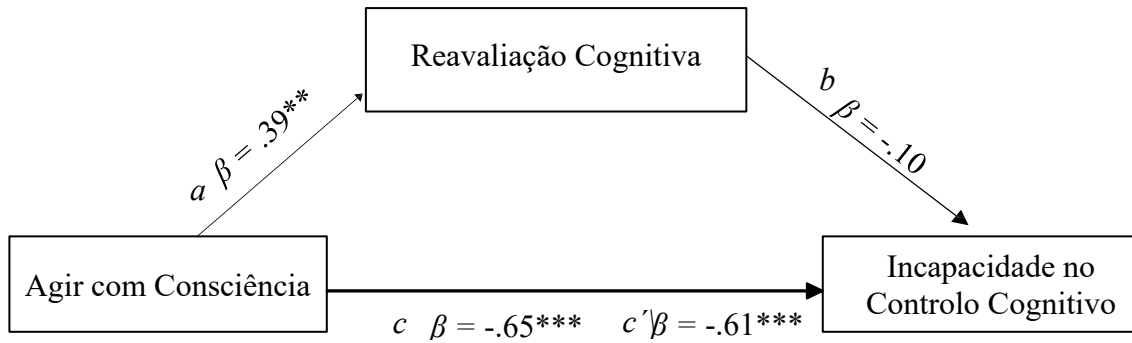 Reavaliação Cognitiva
a β = .39**
b β = -.10
Agir com Consciência
Incapacidade no
Controlo Cognitivo
c β = -.65*** c´\β = -.61***